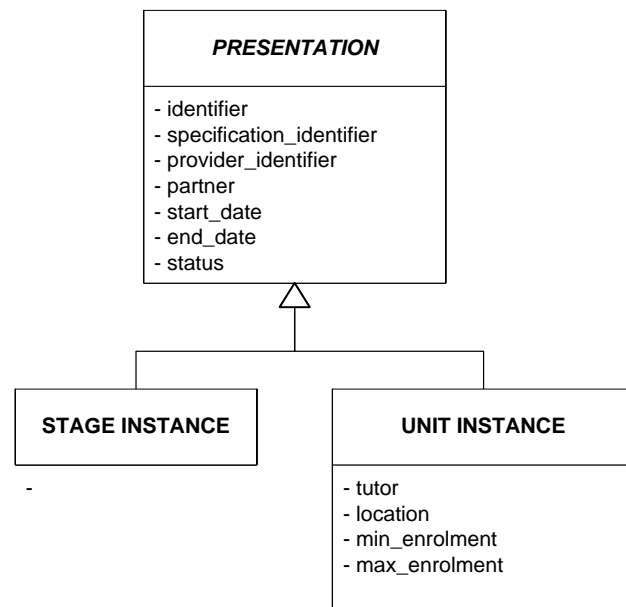 PRESENTATION
- identifier
- specification_identifier
- provider_identifier
- partner
- start_date
- end_date
- status
STAGE INSTANCE
-
UNIT INSTANCE
- tutor
- location
- min_enrolment
- max_enrolment